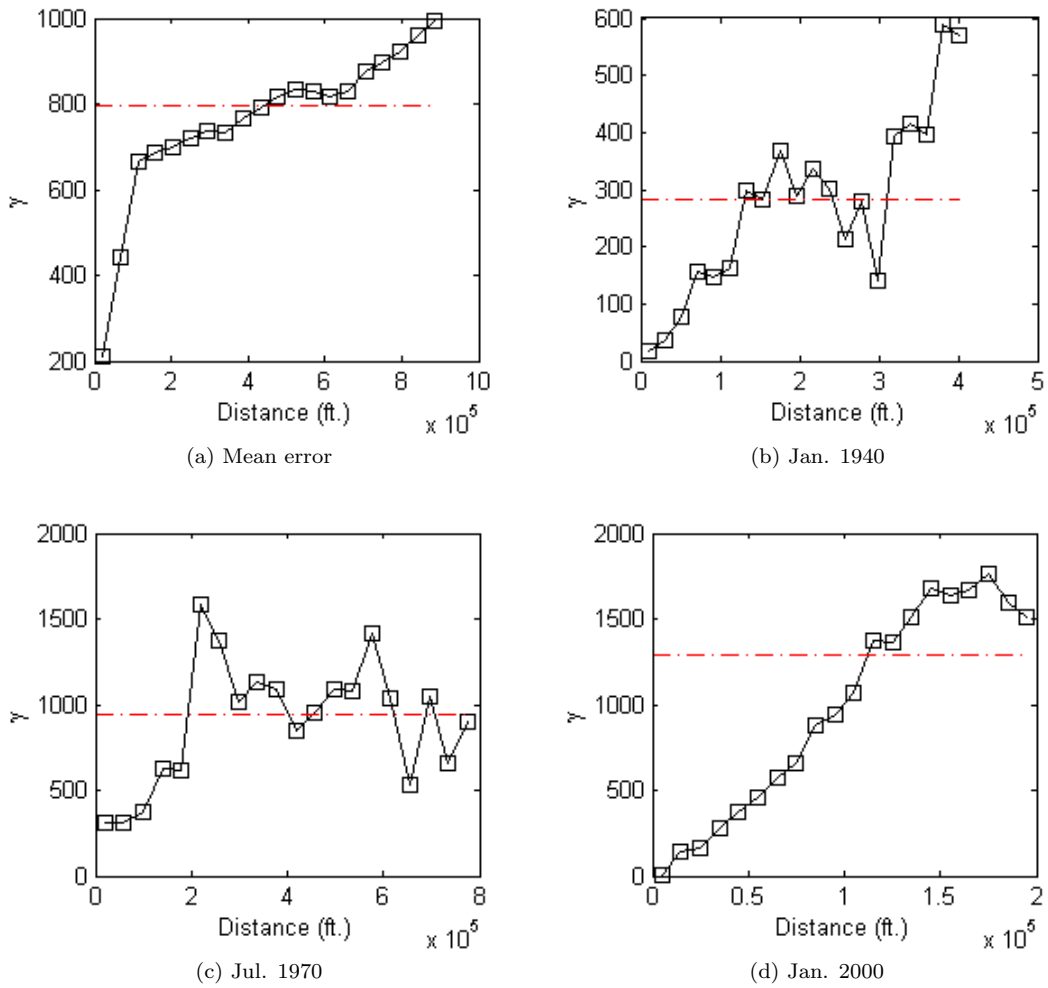 1000
800
600
400
200
γ
0 2 4 6 8 10
Distance (ft.)
x 10^5
(a) Mean error
600
500
400
300
200
100
0
γ
0 1 2 3 4 5
Distance (ft.)
x 10^5
(b) Jan. 1940
2000
1500
1000
500
0
γ
0 2 4 6 8
Distance (ft.)
x 10^5
(c) Jul. 1970
2000
1500
1000
500
0
γ
0 0.5 1 1.5 2
Distance (ft.)
x 10^5
(d) Jan. 2000